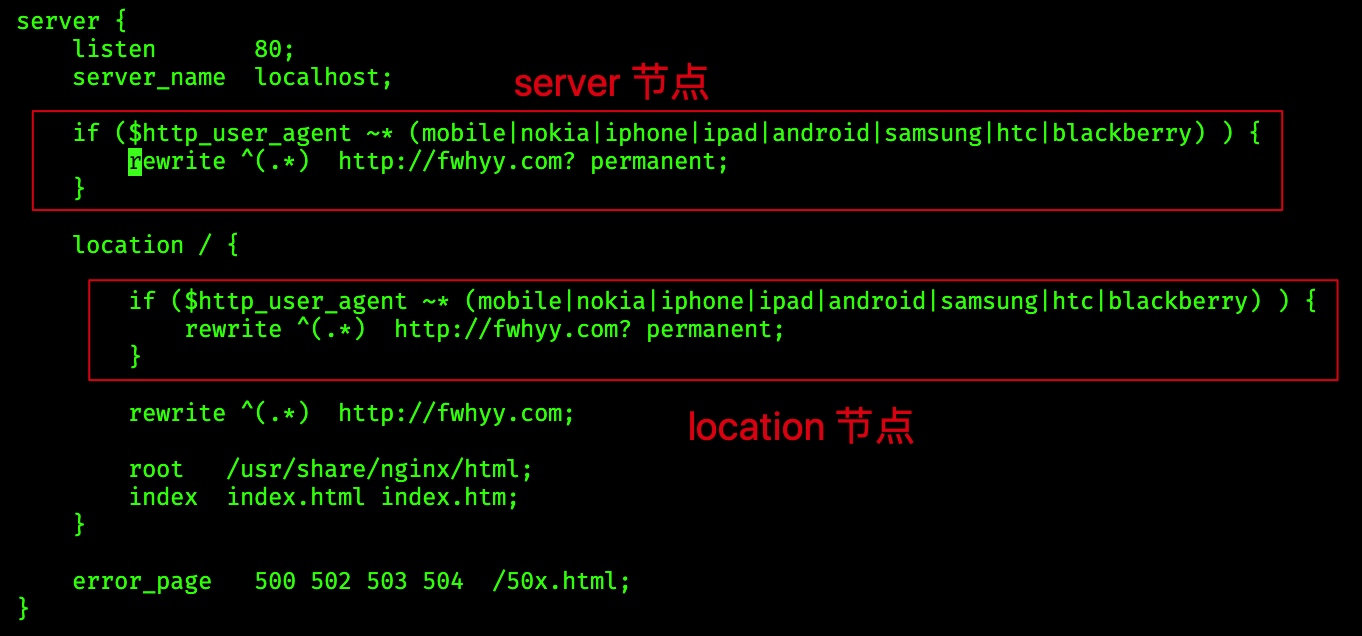 server {
    listen       80;
    server_name  localhost;
server 节点
    if ($http_user_agent ~* (mobile|nokia|iphone|ipad|android|samsung|htc|blackberry) ) {
        rewrite ^(.*)  http://fwhyy.com? permanent;
    }
    location / {
        if ($http_user_agent ~* (mobile|nokia|iphone|ipad|android|samsung|htc|blackberry) ) {
            rewrite ^(.*)  http://fwhyy.com? permanent;
        }
        rewrite ^(.*)  http://fwhyy.com;
location 节点
        root   /usr/share/nginx/html;
        index  index.html index.htm;
    }
    error_page   500 502 503 504  /50x.html;
}